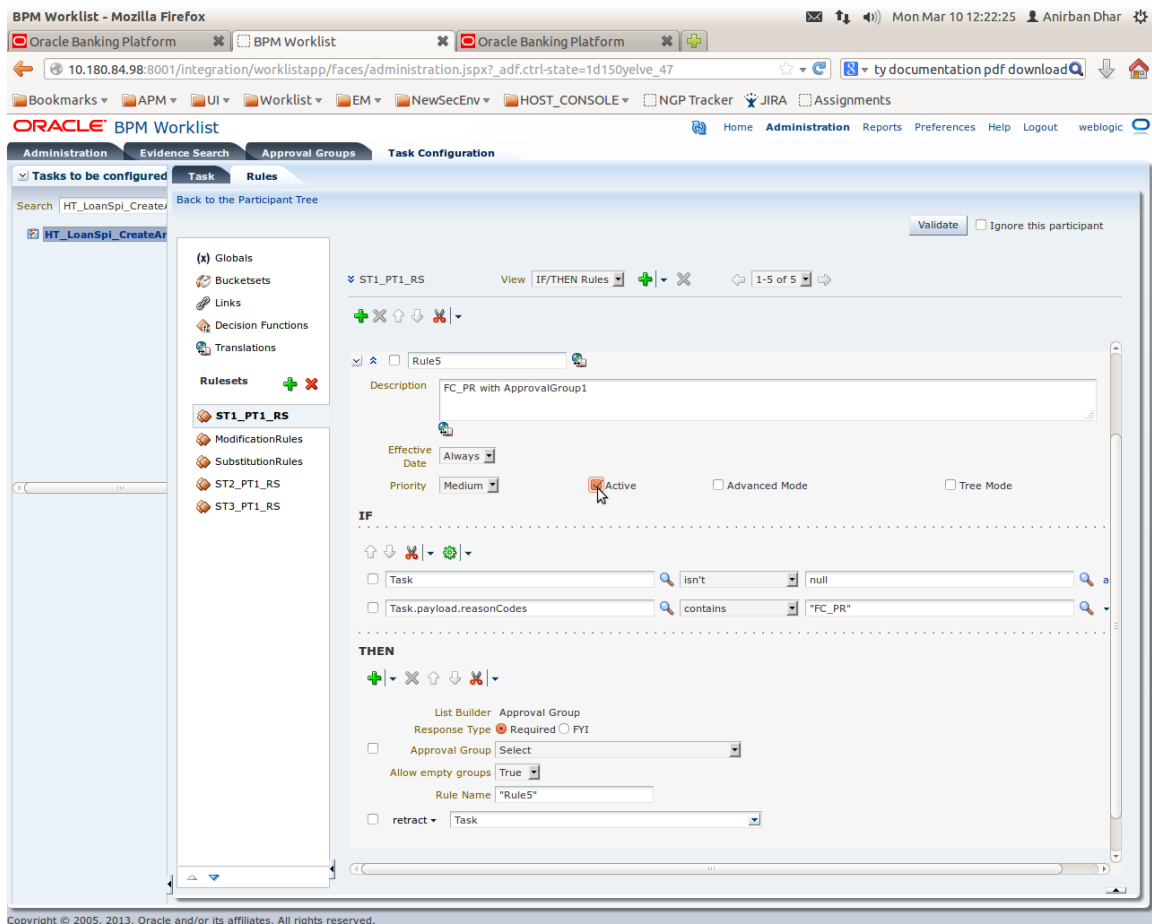 BPM Worklist - Mozilla Firefox
Mon Mar 10 12:22:25 Anirban Dhar
Oracle Banking Platform BPM Worklist Oracle Banking Platform
10.180.84.98:8001/integration/worklistapp/faces/administration.jspx?_adf.ctrl-state=1d150yelve_47 ty documentation pdf download
Bookmarks APM UI Worklist EM NewSecEnv HOST_CONSOLE NGP Tracker JIRA Assignments
ORACLE BPM Worklist Home Administration Reports Preferences Help Logout weblogic
Administration Evidence Search Approval Groups Task Configuration
Tasks to be configured Task Rules
Search HT_LoanSpi_CreateA Back to the Participant Tree
Validate Ignore this participant
HT_LoanSpi_CreateAr
(x) Globals
Bucketsets ST1_PT1_RS View IF/THEN Rules 1-5 of 5
Links
Decision Functions
Translations
Rule5
Rulesets
Description FC_PR with ApprovalGroup1
ST1_PT1_RS
ModificationRules
SubstitutionRules
ST2_PT1_RS
ST3_PT1_RS
Effective Date Always
Priority Medium Active Advanced Mode Tree Mode
IF
Task isn't null a
Task.payload.reasonCodes contains "FC_PR"
THEN
List Builder Approval Group
Response Type Required FYI
Approval Group Select
Allow empty groups True
Rule Name "Rule5"
retract Task
Copyright © 2005, 2013, Oracle and/or its affiliates. All rights reserved.